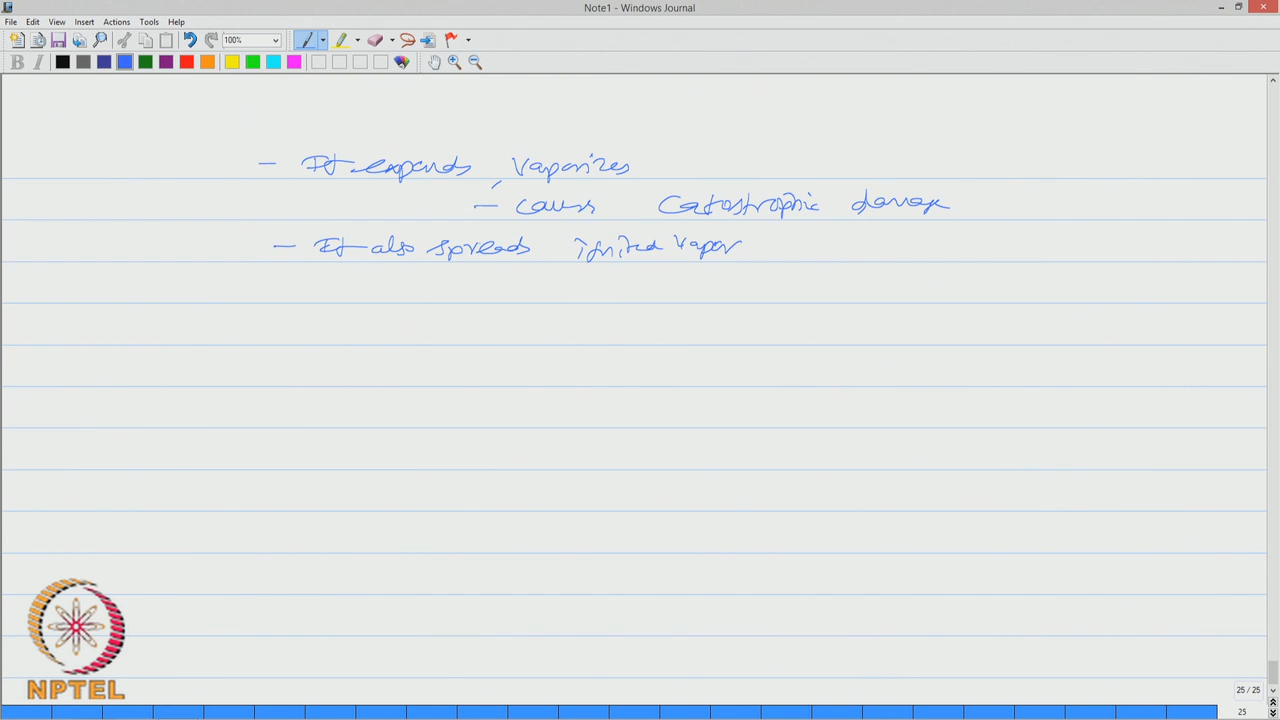 Note1 - Windows Journal
File Edit View Insert Actions Tools Help
100%
B I
- It expands, vaporizes
- cause catastrophic damage
- It also spreads ignited vapor
NPTEL
25 / 25
25